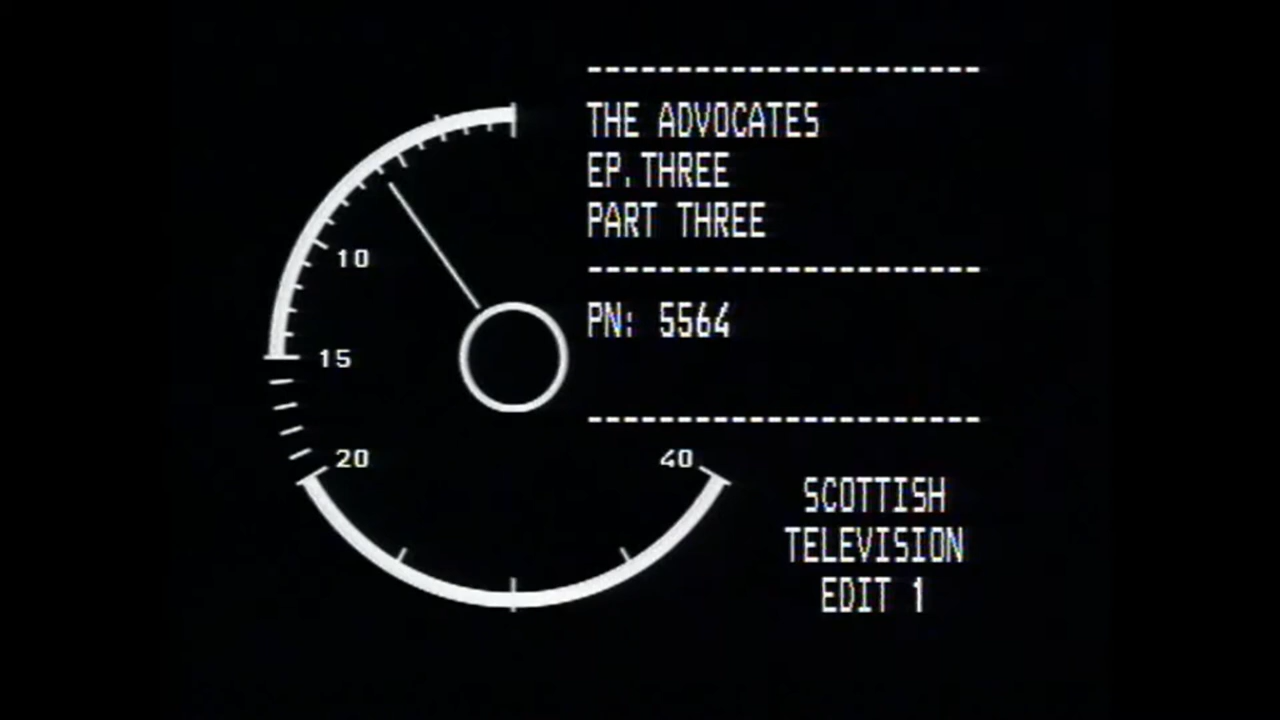 THE ADVOCATES
EP. THREE
PART THREE
PN: 5564
10
15
20
40
SCOTTISH
TELEVISION
EDIT 1